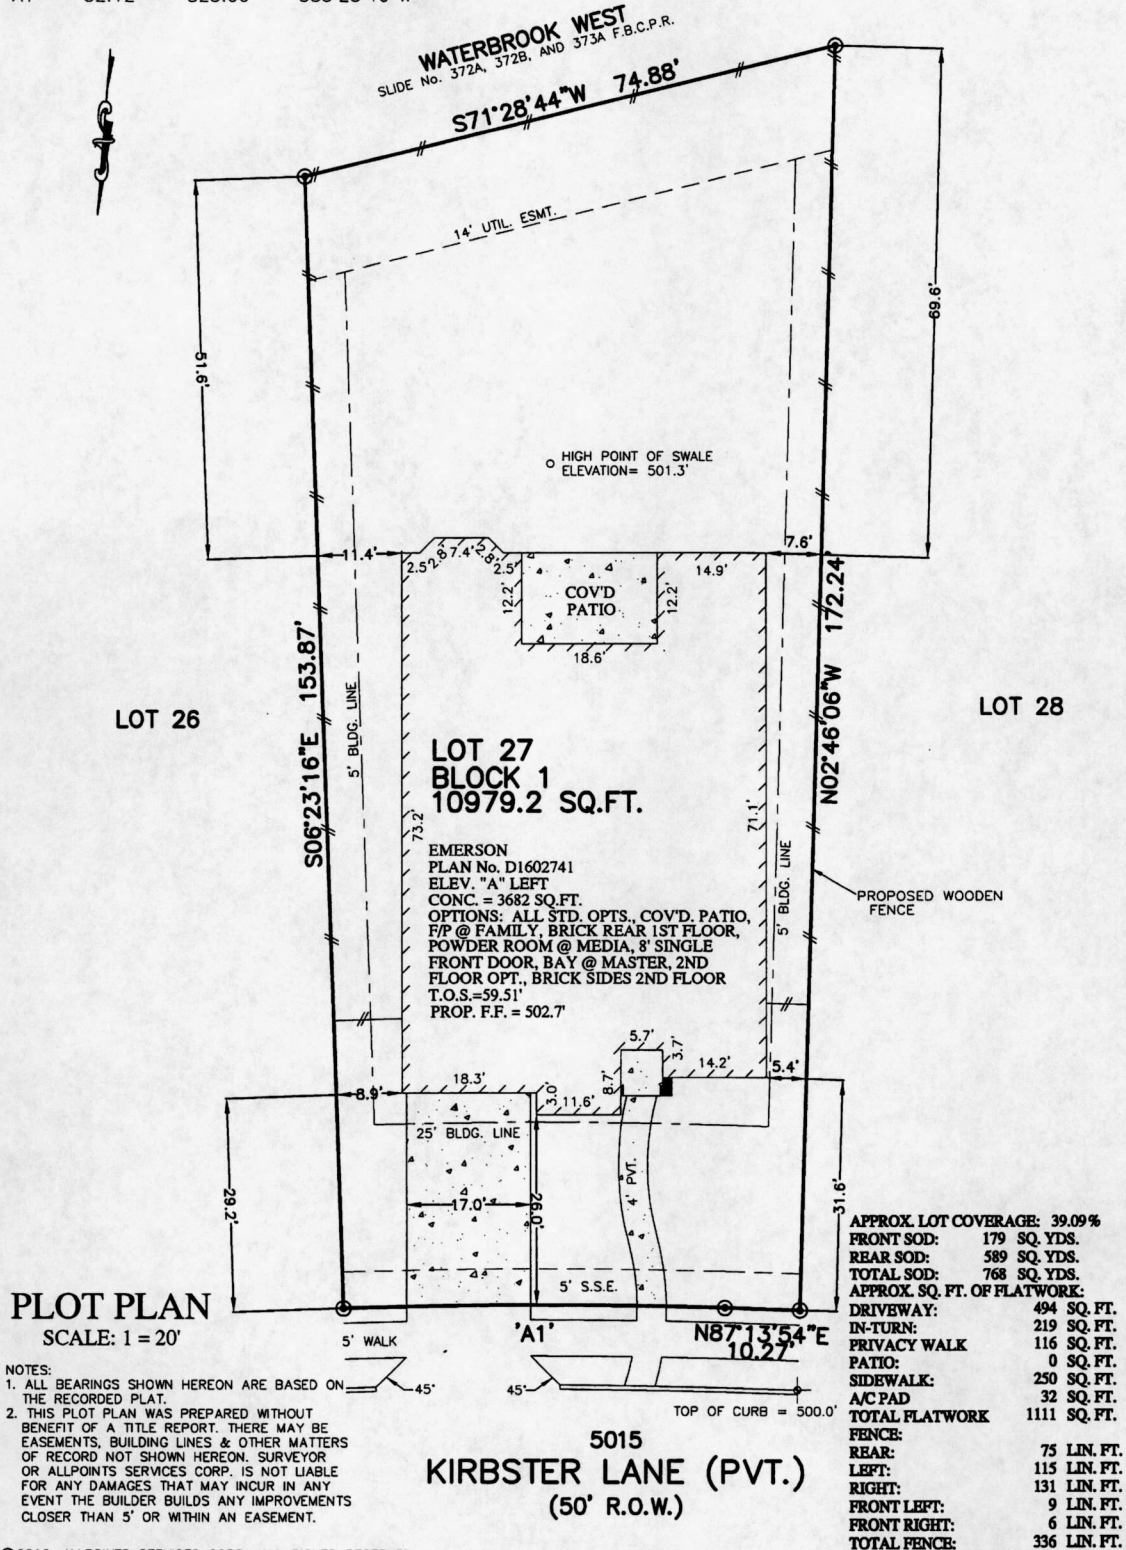 WATERBROOK WEST
SLIDE No. 372A, 372B, AND 373A F.B.C.P.R.
S71°28'44"W 74.88'
14' UTIL. ESMT.
51.6'
69.6'
HIGH POINT OF SWALE
ELEVATION= 501.3'
11.4'
2.5'
2.8'
7.4'
2.8'
2.5'
12.2'
COV'D
PATIO
12.2'
14.9'
7.6'
18.6'
S06°23'16"E 153.87'
N02°46'06"W 172.24'
5' BLDG. LINE
LOT 26
LOT 28
LOT 27
BLOCK 1
10979.2 SQ.FT.
73.2'
71.1'
EMERSON
PLAN No. D1602741
ELEV. "A" LEFT
CONC. = 3682 SQ.FT.
OPTIONS: ALL STD. OPTS., COV'D. PATIO,
F/P @ FAMILY, BRICK REAR 1ST FLOOR,
POWDER ROOM @ MEDIA, 8' SINGLE
FRONT DOOR, BAY @ MASTER, 2ND
FLOOR OPT., BRICK SIDES 2ND FLOOR
T.O.S.=59.51'
PROP. F.F. = 502.7'
5' BLDG. LINE
PROPOSED WOODEN
FENCE
5.7'
3.7'
8.7'
14.2'
5.4'
18.3'
3.0'
11.6'
8.9'
25' BLDG. LINE
29.2'
17.0'
26.0'
4' PVT.
31.6'
5' S.S.E.
5' WALK
'A1'
N87°13'54"E
10.27'
45°
45°
TOP OF CURB = 500.0'
5015
KIRBSTER LANE (PVT.)
(50' R.O.W.)
PLOT PLAN
SCALE: 1 = 20'
NOTES:
1. ALL BEARINGS SHOWN HEREON ARE BASED ON
THE RECORDED PLAT.
2. THIS PLOT PLAN WAS PREPARED WITHOUT
BENEFIT OF A TITLE REPORT. THERE MAY BE
EASEMENTS, BUILDING LINES & OTHER MATTERS
OF RECORD NOT SHOWN HEREON. SURVEYOR
OR ALLPOINTS SERVICES CORP. IS NOT LIABLE
FOR ANY DAMAGES THAT MAY INCUR IN ANY
EVENT THE BUILDER BUILDS ANY IMPROVEMENTS
CLOSER THAN 5' OR WITHIN AN EASEMENT.
APPROX. LOT COVERAGE: 39.09%
FRONT SOD: 179 SQ. YDS.
REAR SOD: 589 SQ. YDS.
TOTAL SOD: 768 SQ. YDS.
APPROX. SQ. FT. OF FLATWORK:
DRIVEWAY: 494 SQ. FT.
IN-TURN: 219 SQ. FT.
PRIVACY WALK 116 SQ. FT.
PATIO: 0 SQ. FT.
SIDEWALK: 250 SQ. FT.
A/C PAD 32 SQ. FT.
TOTAL FLATWORK 1111 SQ. FT.
FENCE:
REAR: 75 LIN. FT.
LEFT: 115 LIN. FT.
RIGHT: 131 LIN. FT.
FRONT LEFT: 9 LIN. FT.
FRONT RIGHT: 6 LIN. FT.
TOTAL FENCE: 336 LIN. FT.